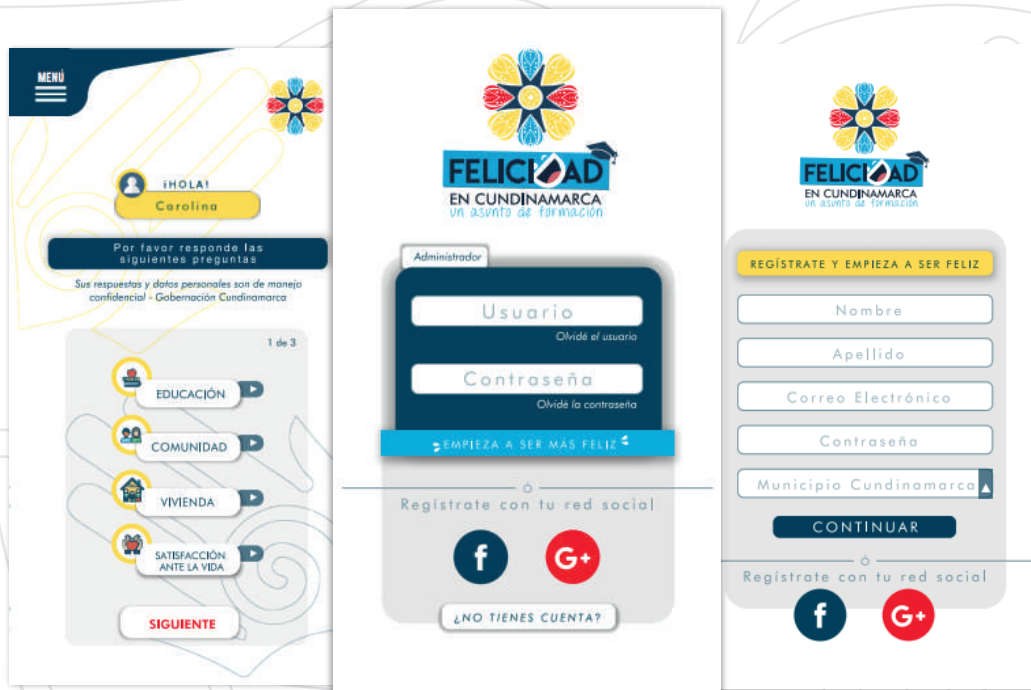 MENÚ
¡HOLA!
Carolina
Por favor responde las
siguientes preguntas
Sus respuestas y datos personales son de manejo
confidencial - Gobernación Cundinamarca
1 de 3
EDUCACIÓN
COMUNIDAD
VIVIENDA
SATISFACCIÓN
ANTE LA VIDA
SIGUIENTE
FELICIDAD
EN CUNDINAMARCA
un asunto de formación
Administrador
Usuario
Olvidé el usuario
Contraseña
Olvidé la contraseña
EMPIEZA A SER MÁS FELIZ
Ó
Regístrate con tu red social
f
G+
¿NO TIENES CUENTA?
FELICIDAD
EN CUNDINAMARCA
un asunto de formación
REGÍSTRATE Y EMPIEZA A SER FELIZ
Nombre
Apellido
Correo Electrónico
Contraseña
Municipio Cundinamarca
CONTINUAR
Ó
Regístrate con tu red social
f
G+